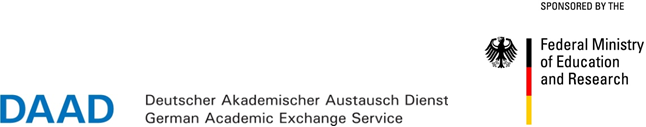 SPONSORED BY THE
Federal Ministry
of Education
and Research
DAAD
Deutscher Akademischer Austausch Dienst
German Academic Exchange Service